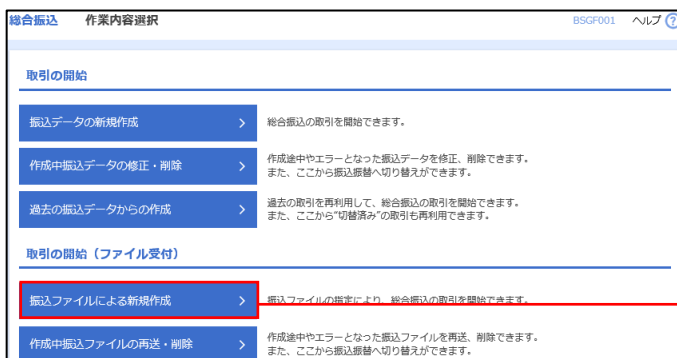 総合振込 作業内容選択 BSGF001 ヘルプ ?
取引の開始
振込データの新規作成 総合振込の取引を開始できます。
作成中振込データの修正・削除 作成途中やエラーとなった振込データを修正、削除できます。
また、ここから振込振替へ切り替えができます。
過去の振込データからの作成 過去の取引を再利用して、総合振込の取引を開始できます。
また、ここから"切替済み"の取引も再利用できます。
取引の開始（ファイル受付）
振込ファイルによる新規作成 振込ファイルの指定により、総合振込の取引を開始できます。
作成中振込ファイルの再送・削除 作成途中やエラーとなった振込ファイルを再送、削除できます。
また、ここから振込振替へ切り替えができます。